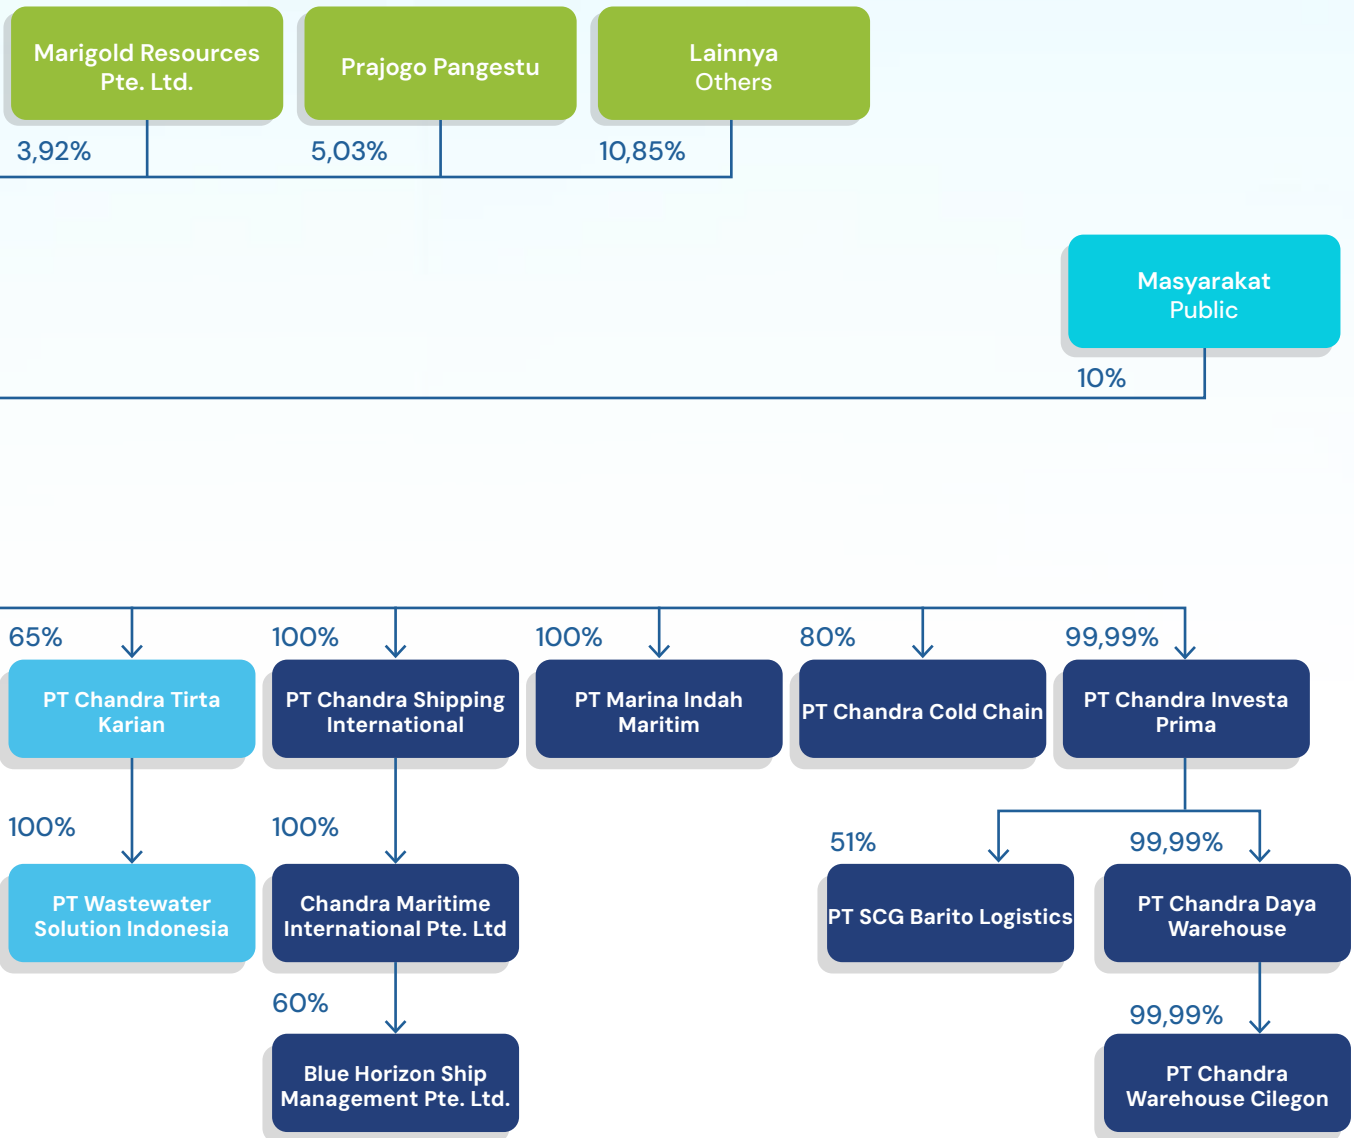 Marigold Resources
Pte. Ltd.
Prajogo Pangestu
Lainnya
Others
3,92%
5,03%
10,85%
Masyarakat
Public
10%
65%
100%
100%
80%
99,99%
PT Chandra Tirta
Karian
PT Chandra Shipping
International
PT Marina Indah
Maritim
PT Chandra Cold Chain
PT Chandra Investa
Prima
100%
100%
51%
99,99%
PT Wastewater
Solution Indonesia
Chandra Maritime
International Pte. Ltd
PT SCG Barito Logistics
PT Chandra Daya
Warehouse
60%
99,99%
Blue Horizon Ship
Management Pte. Ltd.
PT Chandra
Warehouse Cilegon